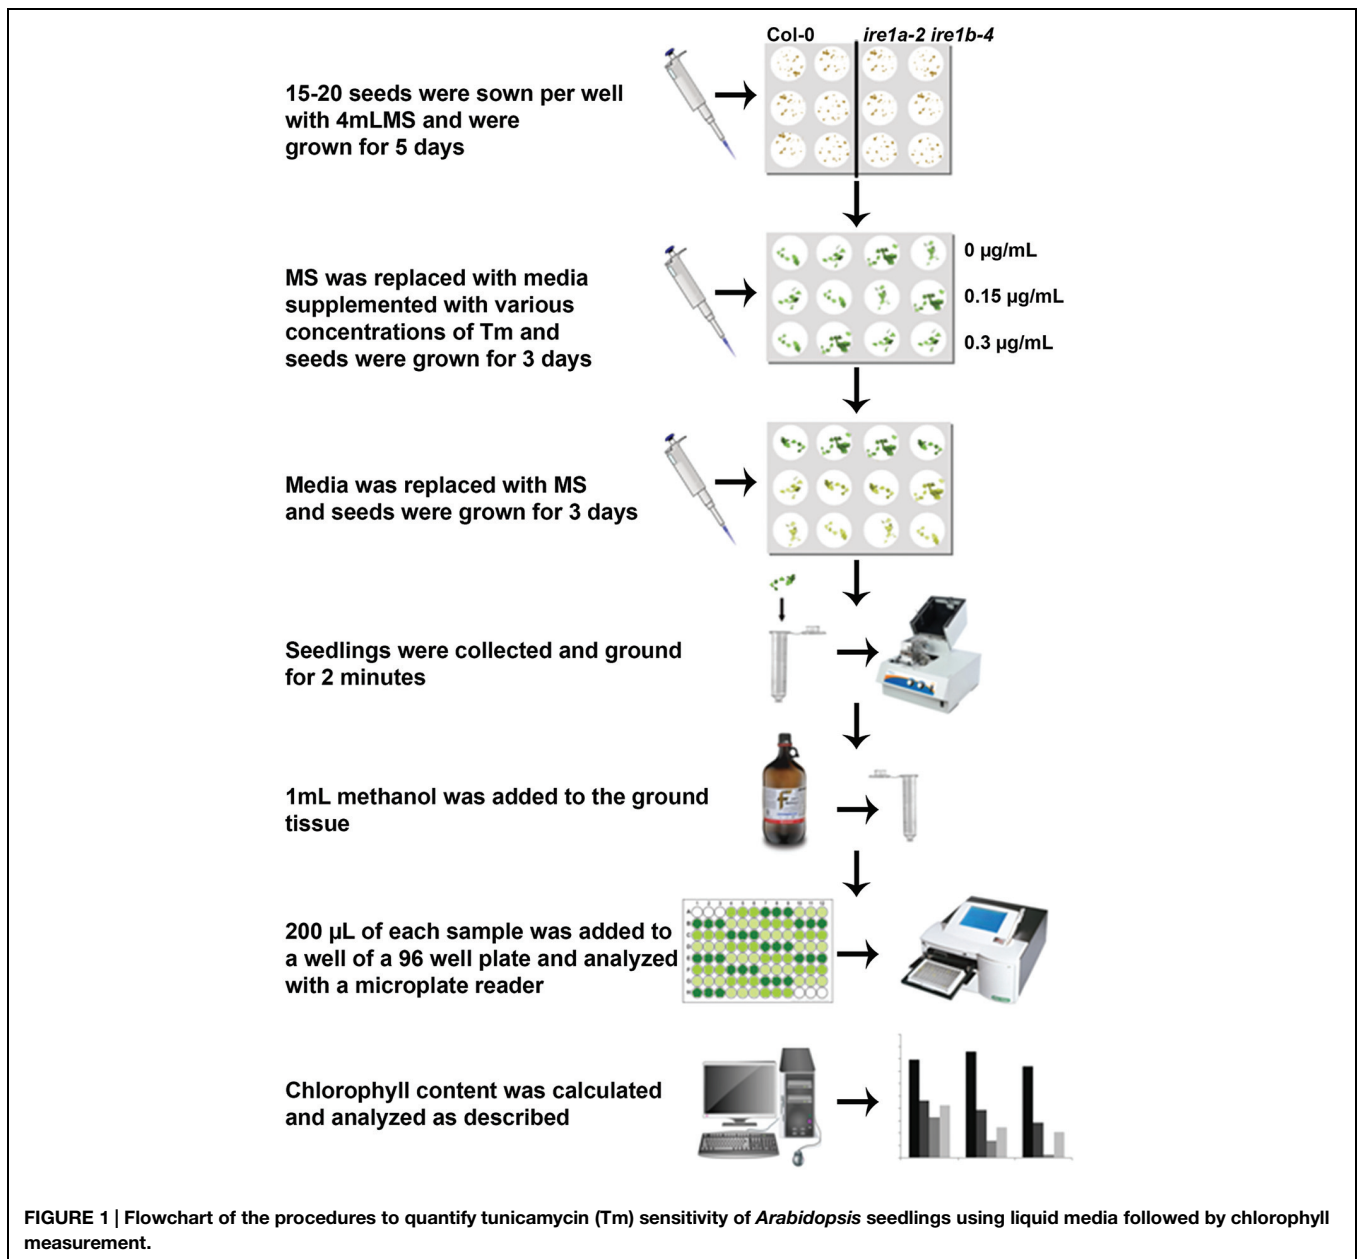 Col-0
ire1a-2 ire1b-4
15-20 seeds were sown per well
with 4mLMS and were
grown for 5 days
MS was replaced with media
supplemented with various
concentrations of Tm and
seeds were grown for 3 days
0 µg/mL
0.15 µg/mL
0.3 µg/mL
Media was replaced with MS
and seeds were grown for 3 days
Seedlings were collected and ground
for 2 minutes
1mL methanol was added to the ground
tissue
200 µL of each sample was added to
a well of a 96 well plate and analyzed
with a microplate reader
Chlorophyll content was calculated
and analyzed as described
FIGURE 1 | Flowchart of the procedures to quantify tunicamycin (Tm) sensitivity of Arabidopsis seedlings using liquid media followed by chlorophyll
measurement.